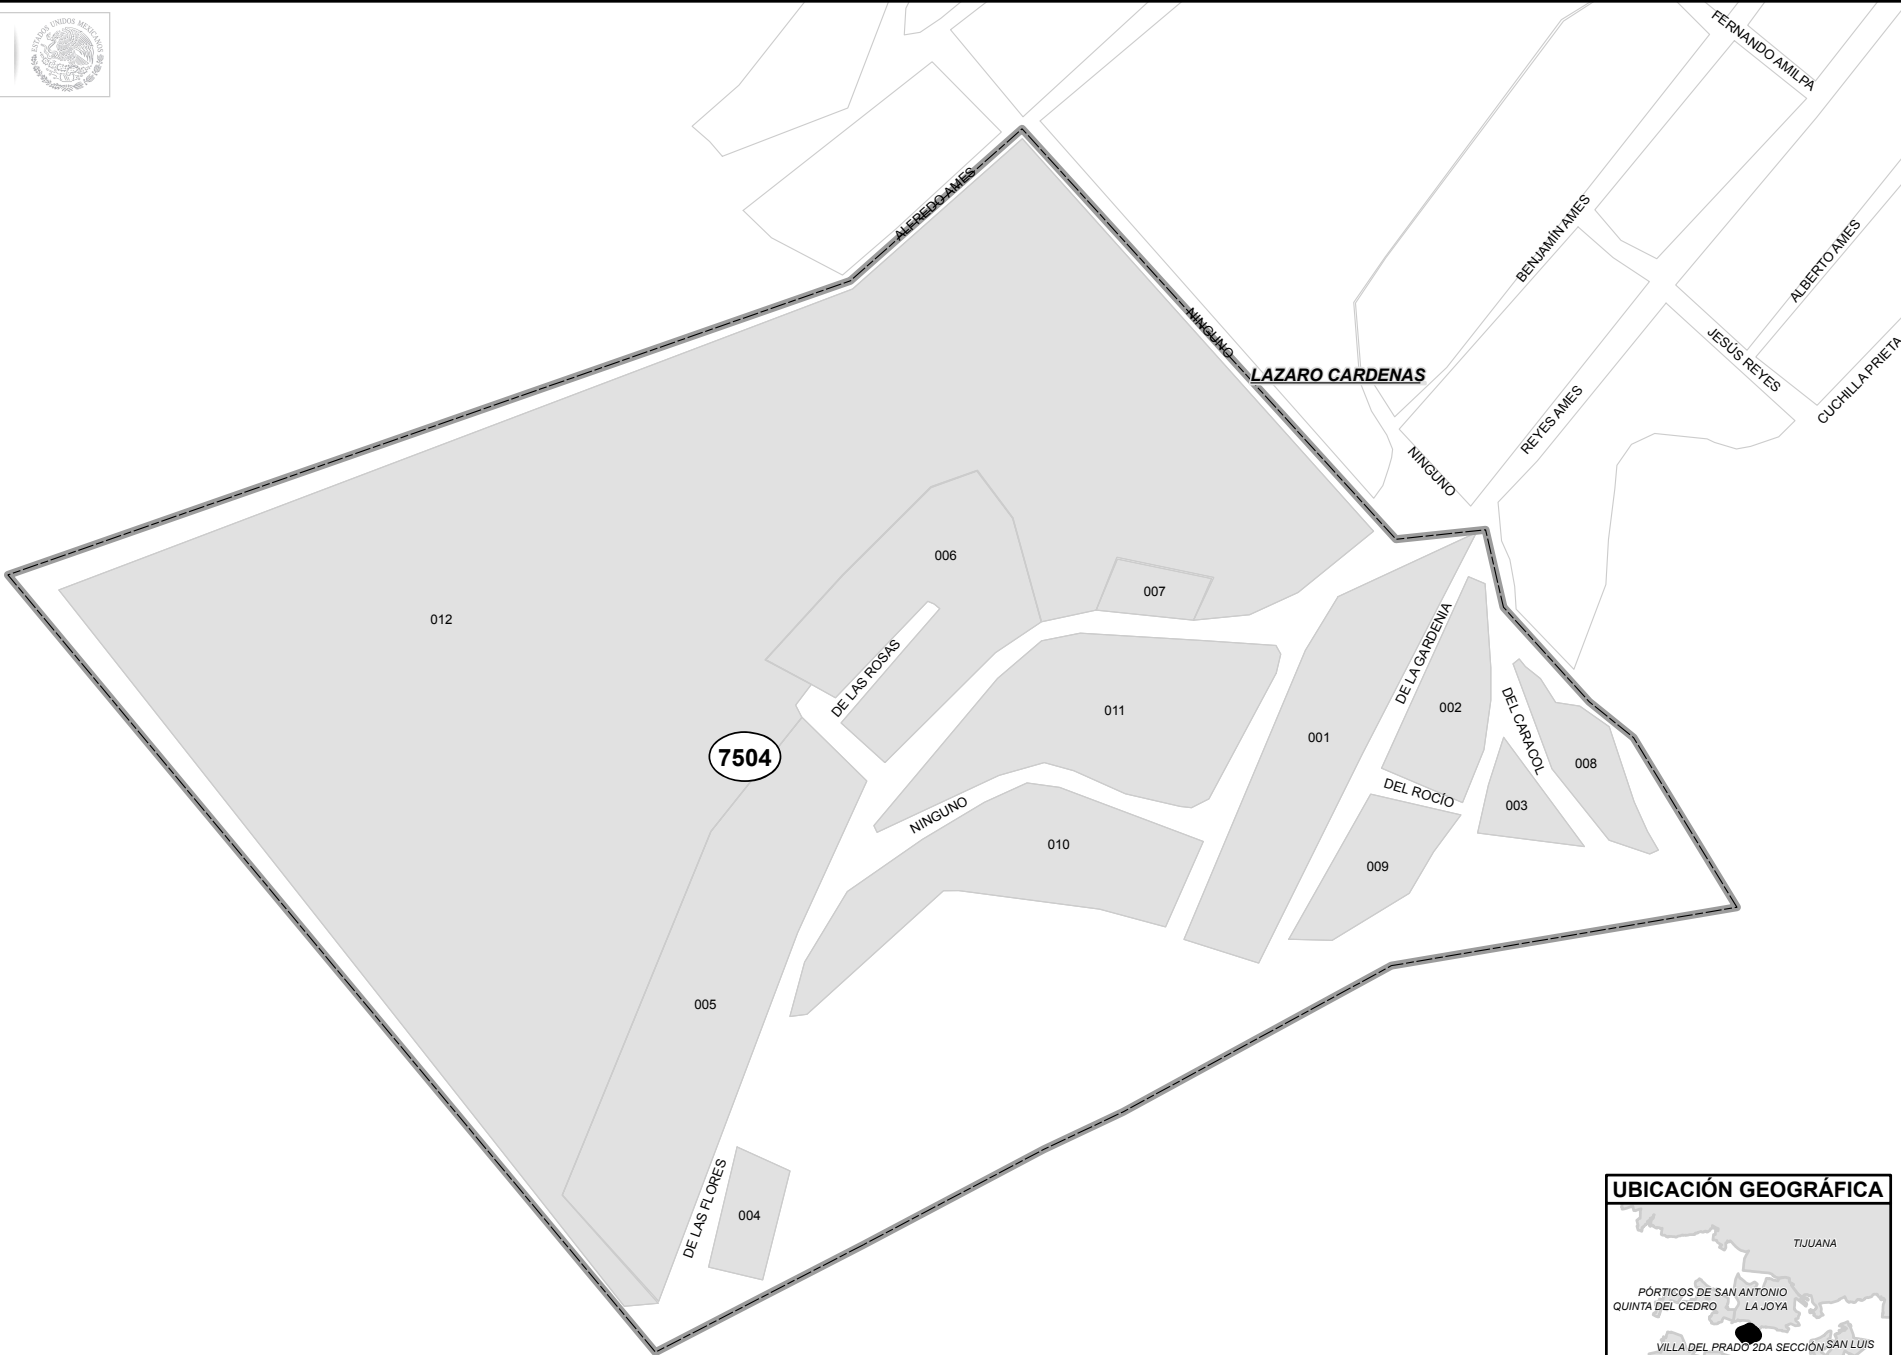 ESTADOS UNIDOS MEXICANOS
FERNANDO AMILPA
ALFREDO AMES
BENJAMÍN AMES
ALBERTO AMES
NINGUNO
LAZARO CARDENAS
JESÚS REYES
CUCHILLA PRIETA
REYES AMES
NINGUNO
006
007
012
DE LAS ROSAS
DE LA GARDENIA
011
002
DEL CARACOL
001
7504
008
DEL ROCÍO
003
NINGUNO
010
009
005
DE LAS FLORES
004
UBICACIÓN GEOGRÁFICA
TIJUANA
PÓRTICOS DE SAN ANTONIO
QUINTA DEL CEDRO
LA JOYA
VILLA DEL PRADO 2DA SECCIÓN
SAN LUIS